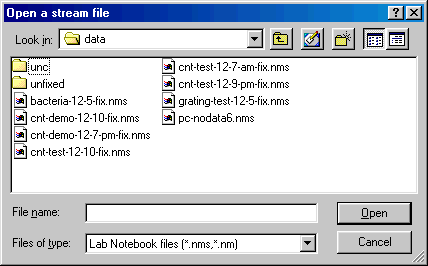 Open a stream file
Look in: data
unc
unfixed
bacteria-12-5-fix.nms
cnt-demo-12-10-fix.nms
cnt-demo-12-7-pm-fix.nms
cnt-test-12-10-fix.nms
cnt-test-12-7-am-fix.nms
cnt-test-12-9-pm-fix.nms
grating-test-12-5-fix.nms
pc-nodata6.nms
File name:
Open
Files of type: Lab Notebook files (*.nms,*.nm)
Cancel